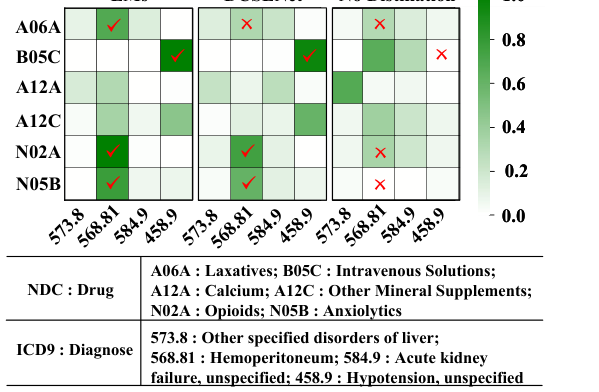 1.0
A06A
B05C
A12A
A12C
N02A
N05B
0.8
0.6
0.4
0.2
0.0
573.8 568.81 584.9 458.9 573.8 568.81 584.9 458.9 573.8 568.81 584.9 458.9
NDC : Drug
A06A : Laxatives; B05C : Intravenous Solutions;
A12A : Calcium; A12C : Other Mineral Supplements;
N02A : Opioids; N05B : Anxiolytics
ICD9 : Diagnose
573.8 : Other specified disorders of liver;
568.81 : Hemoperitoneum; 584.9 : Acute kidney
failure, unspecified; 458.9 : Hypotension, unspecified